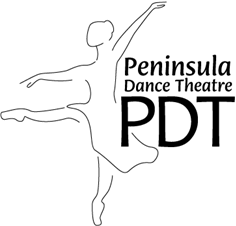 Peninsula
Dance Theatre
PDT